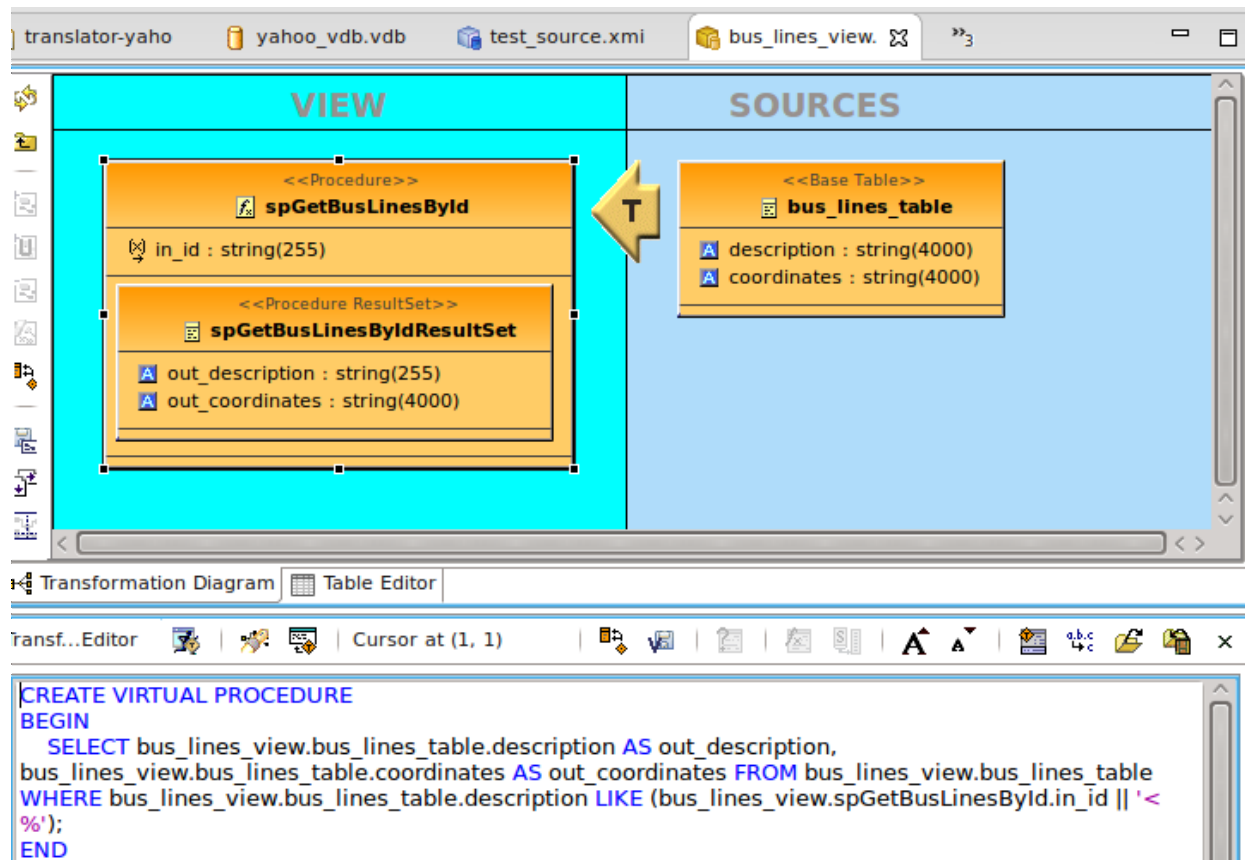 translator-yaho yahoo_vdb.vdb test_source.xmi bus_lines_view. »3
VIEW SOURCES
<<Procedure>>
spGetBusLinesById
in_id : string(255)
<<Procedure ResultSet>>
spGetBusLinesByIdResultSet
out_description : string(255)
out_coordinates : string(4000)
T
<<Base Table>>
bus_lines_table
description : string(4000)
coordinates : string(4000)
Transformation Diagram Table Editor
Transf...Editor Cursor at (1, 1)
CREATE VIRTUAL PROCEDURE
BEGIN
SELECT bus_lines_view.bus_lines_table.description AS out_description,
bus_lines_view.bus_lines_table.coordinates AS out_coordinates FROM bus_lines_view.bus_lines_table
WHERE bus_lines_view.bus_lines_table.description LIKE (bus_lines_view.spGetBusLinesById.in_id || '<
%');
END